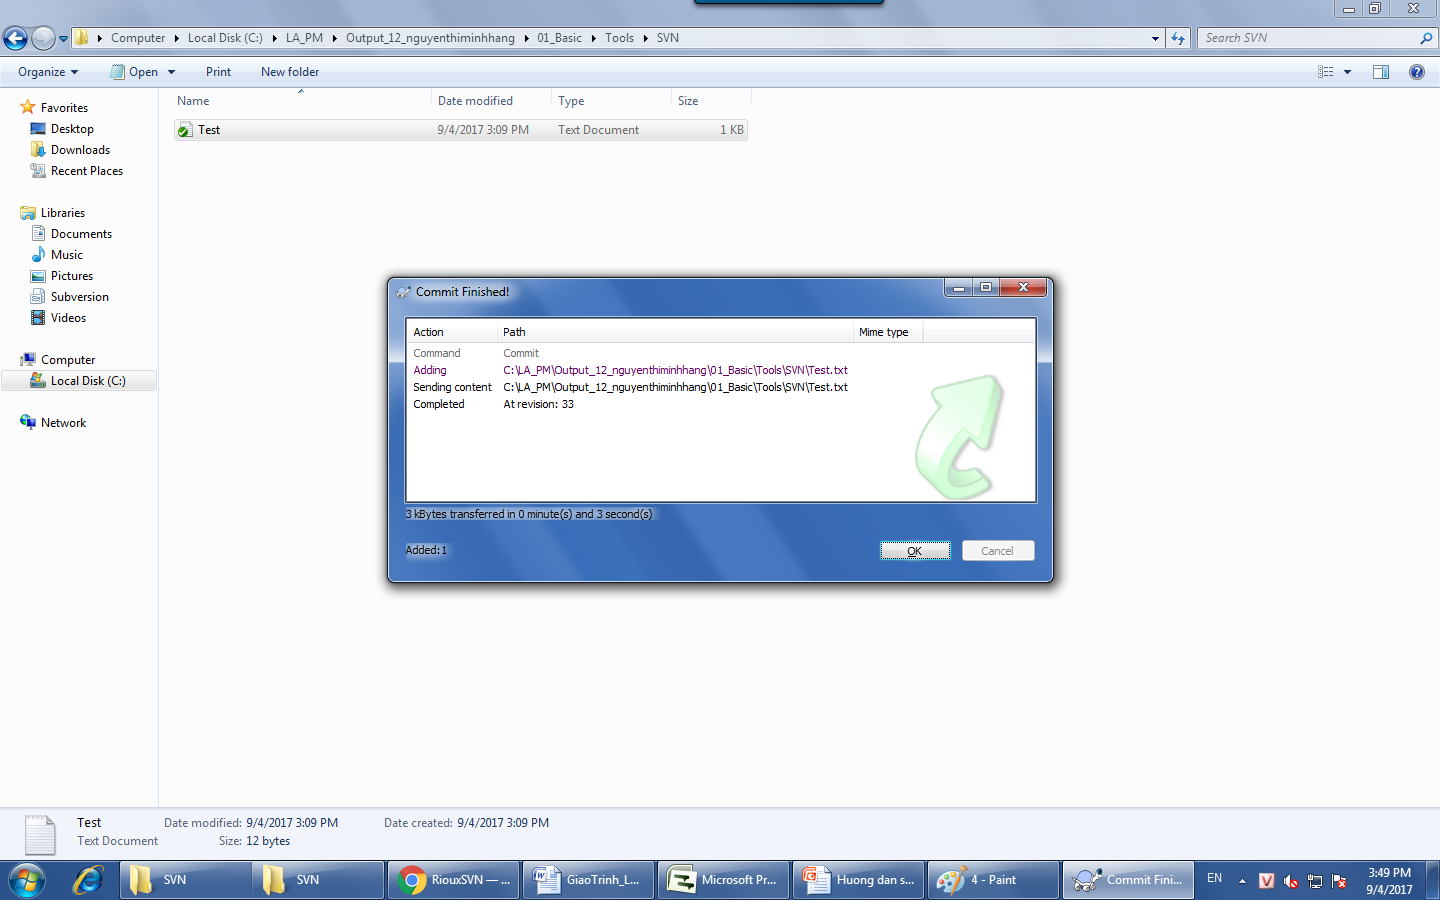 Computer Local Disk (C:) LA_PM Output_12_nguyenthiminhhang 01_Basic Tools SVN Search SVN
Organize Open Print New folder
Name Date modified Type Size
Test 9/4/2017 3:09 PM Text Document 1 KB
Favorites
Desktop
Downloads
Recent Places
Libraries
Documents
Music
Pictures
Subversion
Videos
Computer
Local Disk (C:)
Network
Commit Finished!
Action Path Mime type
Command Commit
Adding C:\LA_PM\Output_12_nguyenthiminhhang\01_Basic\Tools\SVN\Test.txt
Sending content C:\LA_PM\Output_12_nguyenthiminhhang\01_Basic\Tools\SVN\Test.txt
Completed At revision: 33
3 kBytes transferred in 0 minute(s) and 3 second(s)
Added:1
OK Cancel
Test Date modified: 9/4/2017 3:09 PM Date created: 9/4/2017 3:09 PM
Text Document Size: 12 bytes
SVN SVN RiouxSVN — ... GiaoTrinh_L... Microsoft Pr... Huong dan s... 4 - Paint Commit Fini... EN 3:49 PM
9/4/2017